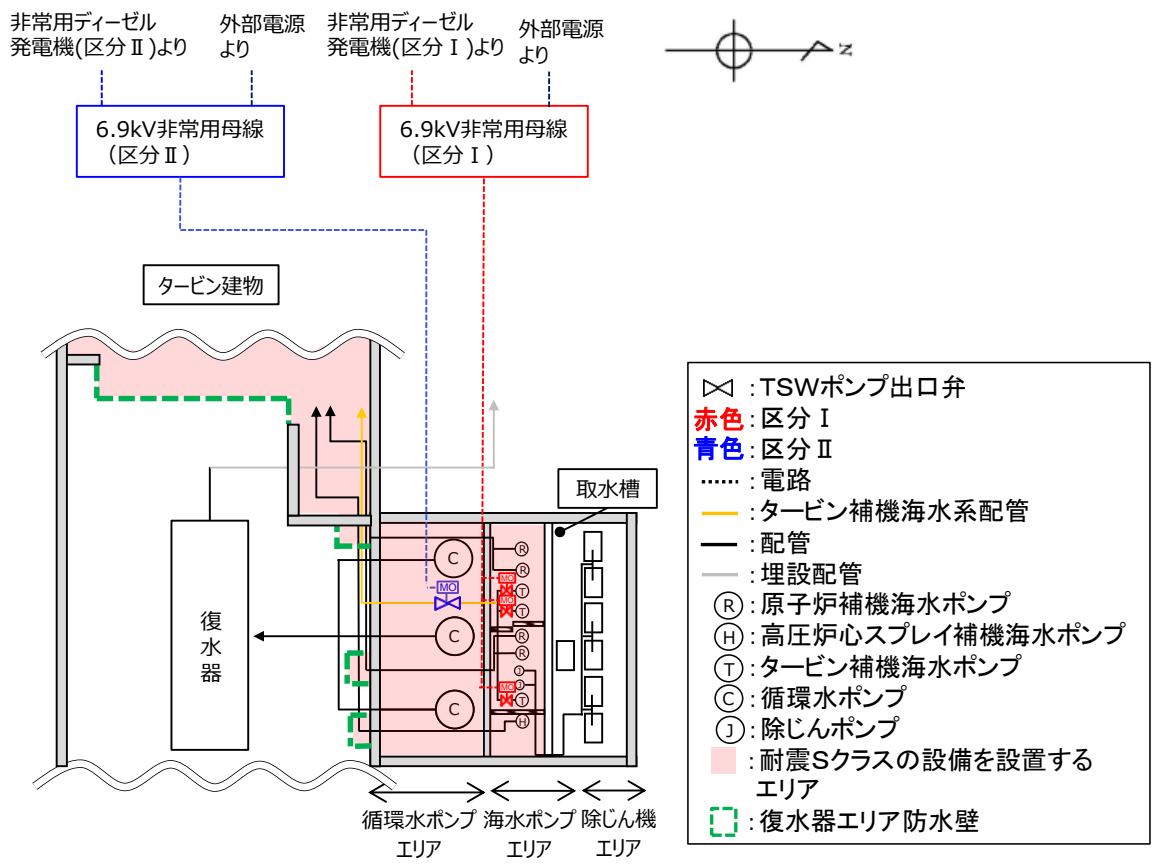 非常用ディーゼル
発電機(区分Ⅱ)より
外部電源
より
非常用ディーゼル
発電機(区分Ⅰ)より
外部電源
より
N
6.9kV非常用母線
(区分Ⅱ)
6.9kV非常用母線
(区分Ⅰ)
タービン建物
取水槽
復水器
C
C
C
MO
MO
MO
MO
R
R
T
T
R
R
J
J
T
H
循環水ポンプ
エリア
海水ポンプ
エリア
除じん機
エリア
:TSWポンプ出口弁
赤色:区分Ⅰ
青色:区分Ⅱ
:電路
:タービン補機海水系配管
:配管
:埋設配管
R:原子炉補機海水ポンプ
H:高圧炉心スプレイ補機海水ポンプ
T:タービン補機海水ポンプ
C:循環水ポンプ
J:除じんポンプ
:耐震Sクラスの設備を設置する
エリア
:復水器エリア防水壁